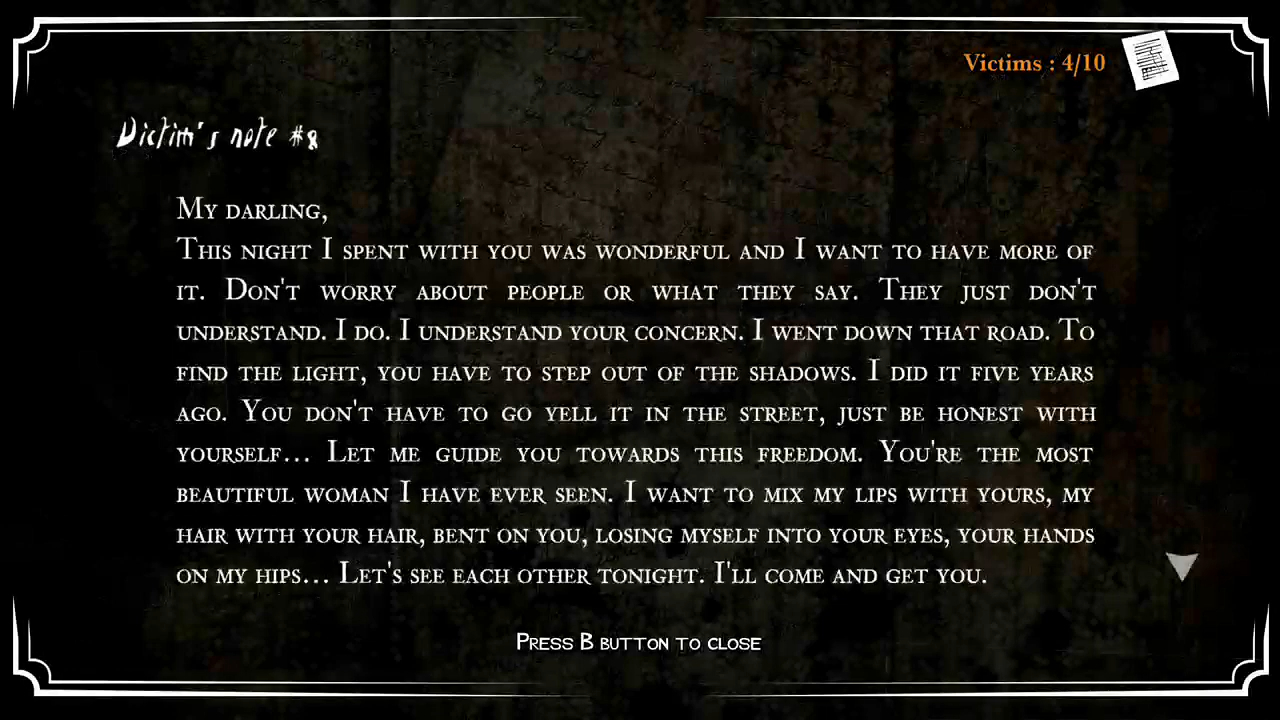 Victims : 4/10
Victim's note #8
My darling,
This night I spent with you was wonderful and I want to have more of
it. Don't worry about people or what they say. They just don't
understand. I do. I understand your concern. I went down that road. To
find the light, you have to step out of the shadows. I did it five years
ago. You don't have to go yell it in the street, just be honest with
yourself... Let me guide you towards this freedom. You're the most
beautiful woman I have ever seen. I want to mix my lips with yours, my
hair with your hair, bent on you, losing myself into your eyes, your hands
on my hips... Let's see each other tonight. I'll come and get you.
Press B button to close